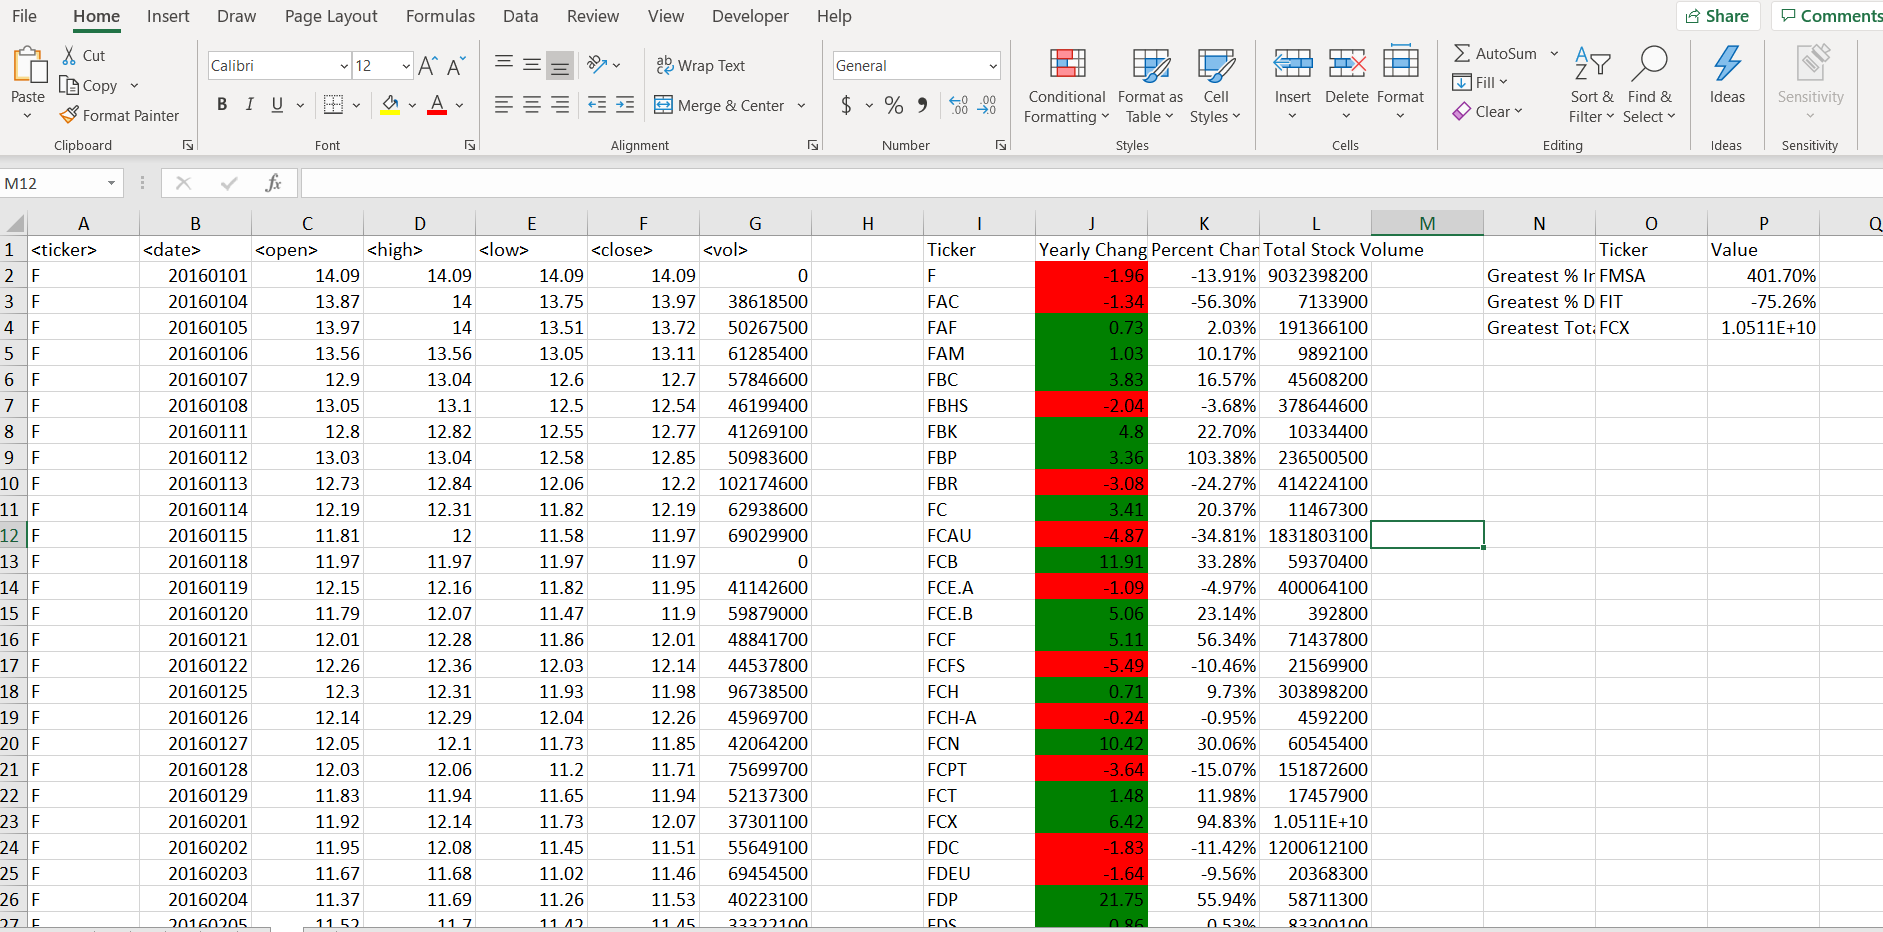 File Home Insert Draw Page Layout Formulas Data Review View Developer Help Share Comments
Paste Cut Copy Format Painter
Calibri 12 Wrap Text General
B I U Merge & Center $ % 9
Conditional Formatting Format as Table Cell Styles Insert Delete Format
AutoSum Fill Clear Sort & Filter Find & Select Ideas Sensitivity
Clipboard Font Alignment Number Styles Cells Editing Ideas Sensitivity
M12 fx
A B C D E F G H I J K L M N O P Q
1 <ticker> <date> <open> <high> <low> <close> <vol> Ticker Yearly Chang Percent Chan Total Stock Volume Ticker Value
2 F 20160101 14.09 14.09 14.09 14.09 0 F -1.96 -13.91% 9032398200 Greatest % In FMSA 401.70%
3 F 20160104 13.87 14 13.75 13.97 38618500 FAC -1.34 -56.30% 7133900 Greatest % D FIT -75.26%
4 F 20160105 13.97 14 13.51 13.72 50267500 FAF 0.73 2.03% 191366100 Greatest Tota FCX 1.0511E+10
5 F 20160106 13.56 13.56 13.05 13.11 61285400 FAM 1.03 10.17% 9892100
6 F 20160107 12.9 13.04 12.6 12.7 57846600 FBC 3.83 16.57% 45608200
7 F 20160108 13.05 13.1 12.5 12.54 46199400 FBHS -2.04 -3.68% 378644600
8 F 20160111 12.8 12.82 12.55 12.77 41269100 FBK 4.8 22.70% 10334400
9 F 20160112 13.03 13.04 12.58 12.85 50983600 FBP 3.36 103.38% 236500500
10 F 20160113 12.73 12.84 12.06 12.2 102174600 FBR -3.08 -24.27% 414224100
11 F 20160114 12.19 12.31 11.82 12.19 62938600 FC 3.41 20.37% 11467300
12 F 20160115 11.81 12 11.58 11.97 69029900 FCAU -4.87 -34.81% 1831803100
13 F 20160118 11.97 11.97 11.97 11.97 0 FCB 11.91 33.28% 59370400
14 F 20160119 12.15 12.16 11.82 11.95 41142600 FCE.A -1.09 -4.97% 400064100
15 F 20160120 11.79 12.07 11.47 11.9 59879000 FCE.B 5.06 23.14% 392800
16 F 20160121 12.01 12.28 11.86 12.01 48841700 FCF 5.11 56.34% 71437800
17 F 20160122 12.26 12.36 12.03 12.14 44537800 FCFS -5.49 -10.46% 21569900
18 F 20160125 12.3 12.31 11.93 11.98 96738500 FCH 0.71 9.73% 303898200
19 F 20160126 12.14 12.29 12.04 12.26 45969700 FCH-A -0.24 -0.95% 4592200
20 F 20160127 12.05 12.1 11.73 11.85 42064200 FCN 10.42 30.06% 60545400
21 F 20160128 12.03 12.06 11.2 11.71 75699700 FCPT -3.64 -15.07% 151872600
22 F 20160129 11.83 11.94 11.65 11.94 52137300 FCT 1.48 11.98% 17457900
23 F 20160201 11.92 12.14 11.73 12.07 37301100 FCX 6.42 94.83% 1.0511E+10
24 F 20160202 11.95 12.08 11.45 11.51 55649100 FDC -1.83 -11.42% 1200612100
25 F 20160203 11.67 11.68 11.02 11.46 69454500 FDEU -1.64 -9.56% 20368300
26 F 20160204 11.37 11.69 11.26 11.53 40223100 FDP 21.75 55.94% 58711300
27 F 20160205 11.52 11.7 11.42 11.45 33322100 FDS 0.86 0.53% 83300100